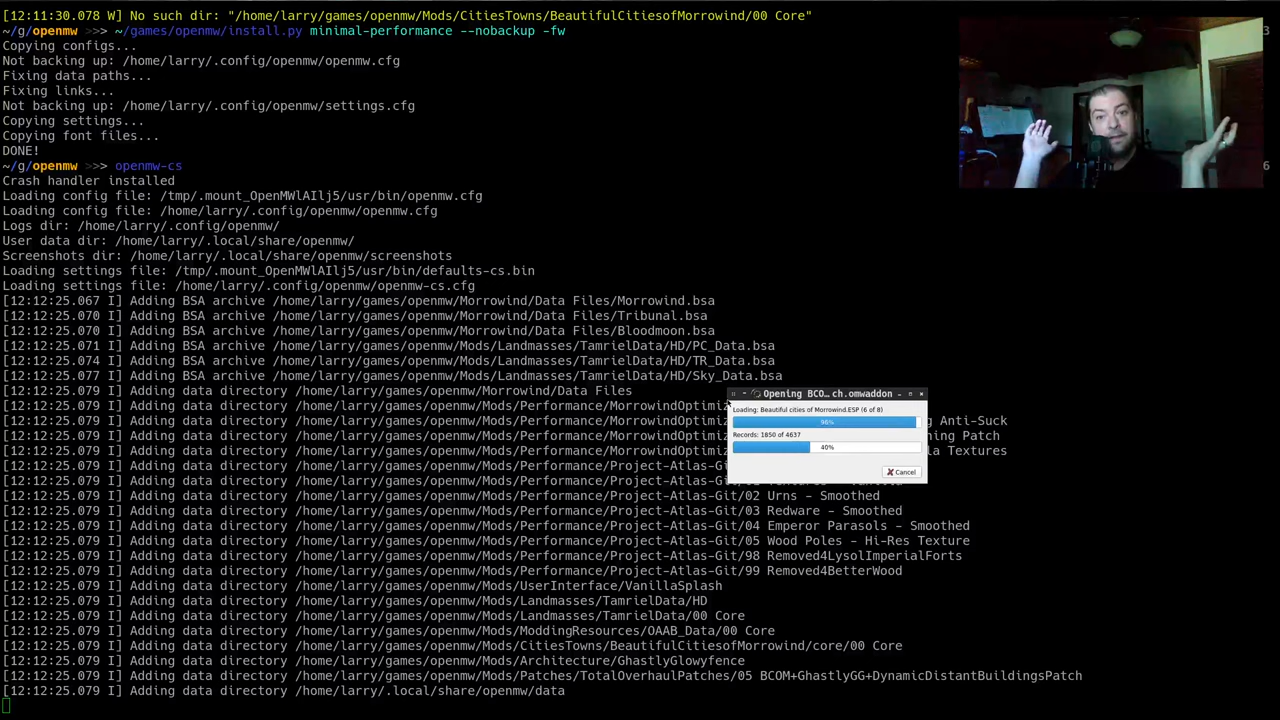 [12:11:30.078 W] No such dir: "/home/larry/games/openmw/Mods/CitiesTowns/BeautifulCitiesofMorrowind/00 Core"
~/g/openmw >>> ~/games/openmw/install.py minimal-performance --nobackup -fw
3
Copying configs...
Not backing up: /home/larry/.config/openmw/openmw.cfg
Fixing data paths...
Fixing links...
Not backing up: /home/larry/.config/openmw/settings.cfg
Copying settings...
Copying font files...
DONE!
~/g/openmw >>> openmw-cs
6
Crash handler installed
Loading config file: /tmp/.mount_OpenMWlAIlj5/usr/bin/openmw.cfg
Loading config file: /home/larry/.config/openmw/openmw.cfg
Logs dir: /home/larry/.config/openmw/
User data dir: /home/larry/.local/share/openmw/
Screenshots dir: /home/larry/.local/share/openmw/screenshots
Loading settings file: /tmp/.mount_OpenMWlAIlj5/usr/bin/defaults-cs.bin
Loading settings file: /home/larry/.config/openmw/openmw-cs.cfg
[12:12:25.067 I] Adding BSA archive /home/larry/games/openmw/Morrowind/Data Files/Morrowind.bsa
[12:12:25.070 I] Adding BSA archive /home/larry/games/openmw/Morrowind/Data Files/Tribunal.bsa
[12:12:25.070 I] Adding BSA archive /home/larry/games/openmw/Morrowind/Data Files/Bloodmoon.bsa
[12:12:25.071 I] Adding BSA archive /home/larry/games/openmw/Mods/Landmasses/TamrielData/HD/PC_Data.bsa
[12:12:25.074 I] Adding BSA archive /home/larry/games/openmw/Mods/Landmasses/TamrielData/HD/TR_Data.bsa
[12:12:25.077 I] Adding BSA archive /home/larry/games/openmw/Mods/Landmasses/TamrielData/HD/Sky_Data.bsa
[12:12:25.079 I] Adding data directory /home/larry/games/openmw/Morrowind/Data Files
[12:12:25.079 I] Adding data directory /home/larry/games/openmw/Mods/Performance/MorrowindOptimiz
[12:12:25.079 I] Adding data directory /home/larry/games/openmw/Mods/Performance/MorrowindOptimiz g Anti-Suck
[12:12:25.079 I] Adding data directory /home/larry/games/openmw/Mods/Performance/MorrowindOptimiz ning Patch
[12:12:25.079 I] Adding data directory /home/larry/games/openmw/Mods/Performance/MorrowindOptimiz la Textures
[12:12:25.079 I] Adding data directory /home/larry/games/openmw/Mods/Performance/Project-Atlas-Git
[12:12:25.079 I] Adding data directory /home/larry/games/openmw/Mods/Performance/Project-Atlas-Git/
[12:12:25.079 I] Adding data directory /home/larry/games/openmw/Mods/Performance/Project-Atlas-Git/02 Urns - Smoothed
[12:12:25.079 I] Adding data directory /home/larry/games/openmw/Mods/Performance/Project-Atlas-Git/03 Redware - Smoothed
[12:12:25.079 I] Adding data directory /home/larry/games/openmw/Mods/Performance/Project-Atlas-Git/04 Emperor Parasols - Smoothed
[12:12:25.079 I] Adding data directory /home/larry/games/openmw/Mods/Performance/Project-Atlas-Git/05 Wood Poles - Hi-Res Texture
[12:12:25.079 I] Adding data directory /home/larry/games/openmw/Mods/Performance/Project-Atlas-Git/98 Removed4LysolImperialForts
[12:12:25.079 I] Adding data directory /home/larry/games/openmw/Mods/Performance/Project-Atlas-Git/99 Removed4BetterWood
[12:12:25.079 I] Adding data directory /home/larry/games/openmw/Mods/UserInterface/VanillaSplash
[12:12:25.079 I] Adding data directory /home/larry/games/openmw/Mods/Landmasses/TamrielData/HD
[12:12:25.079 I] Adding data directory /home/larry/games/openmw/Mods/Landmasses/TamrielData/00 Core
[12:12:25.079 I] Adding data directory /home/larry/games/openmw/Mods/ModdingResources/OAAB_Data/00 Core
[12:12:25.079 I] Adding data directory /home/larry/games/openmw/Mods/CitiesTowns/BeautifulCitiesofMorrowind/core/00 Core
[12:12:25.079 I] Adding data directory /home/larry/games/openmw/Mods/Architecture/GhastlyGlowyfence
[12:12:25.079 I] Adding data directory /home/larry/games/openmw/Mods/Patches/TotalOverhaulPatches/05 BCOM+GhastlyGG+DynamicDistantBuildingsPatch
[12:12:25.079 I] Adding data directory /home/larry/.local/share/openmw/data
Opening BCO...ch.omwaddon
Loading: Beautiful cities of Morrowind.ESP (6 of 8)
96%
Records: 1850 of 4637
40%
Cancel